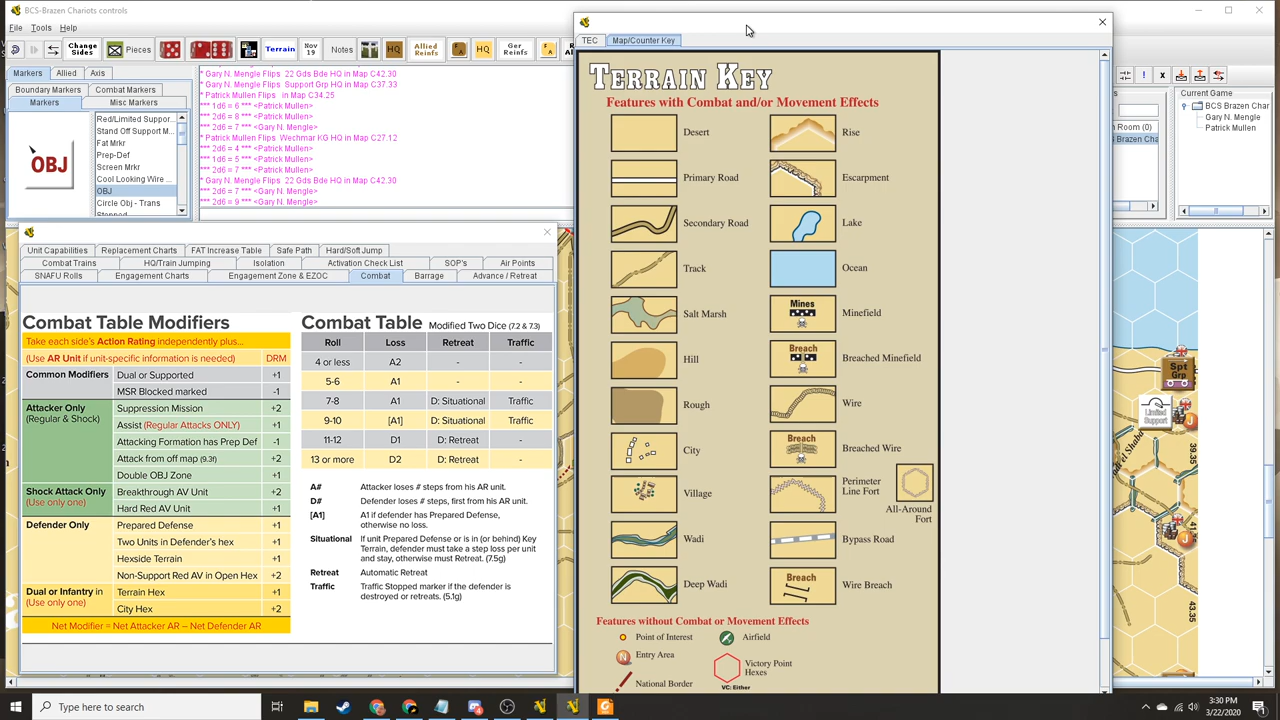 BCS-Brazen Chariots controls
File Tools Help
Change Sides
Pieces
Terrain
Nov 19
Notes
HQ
Allied Reinfs
HQ
Ger Reinfs
Markers Allied Axis
Boundary Markers Combat Markers
Markers Misc Markers
OBJ
Red/Limited Suppor...
Stand Off Support M...
Fat Mrkr
Prep-Def
Screen Mrkr
Cool Looking Wire ...
OBJ
Circle Obj - Trans
Stopped
* Gary N. Mengle Flips 22 Gds Bde HQ in Map C42.30
* Gary N. Mengle Flips Support Grp HQ in Map C37.33
* Patrick Mullen Flips in Map C34.25
*** 1d6 = 6 *** <Patrick Mullen>
*** 2d6 = 8 *** <Patrick Mullen>
*** 2d6 = 7 *** <Gary N. Mengle>
* Patrick Mullen Flips Wechmar KG HQ in Map C27.12
*** 2d6 = 4 *** <Patrick Mullen>
*** 1d6 = 5 *** <Patrick Mullen>
*** 2d6 = 7 *** <Patrick Mullen>
* Gary N. Mengle Flips 22 Gds Bde HQ in Map C42.30
*** 2d6 = 7 *** <Gary N. Mengle>
*** 2d6 = 9 *** <Gary N. Mengle>
Unit Capabilities Replacement Charts FAT Increase Table Safe Path Hard/Soft Jump
Combat Trains HQ/Train Jumping Isolation Activation Check List SOP's Air Points
SNAFU Rolls Engagement Charts Engagement Zone & EZOC Combat Barrage Advance / Retreat
Combat Table Modifiers
Take each side's Action Rating independently plus...
(Use AR Unit if unit-specific information is needed) DRM
Common Modifiers Dual or Supported +1
MSR Blocked marked -1
Attacker Only (Regular & Shock) Suppression Mission +2
Assist (Regular Attacks ONLY) +1
Attacking Formation has Prep Def -1
Attack from off map (9.3f) +2
Double OBJ Zone +1
Shock Attack Only (Use only one) Breakthrough AV Unit +2
Hard Red AV Unit +1
Defender Only Prepared Defense +1
Two Units in Defender's hex +1
Hexside Terrain +1
Non-Support Red AV in Open Hex +2
Dual or Infantry in (Use only one) Terrain Hex +1
City Hex +2
Net Modifier = Net Attacker AR – Net Defender AR
Combat Table Modified Two Dice (7.2 & 7.3)
Roll Loss Retreat Traffic
4 or less A2 - -
5-6 A1 - -
7-8 A1 D: Situational Traffic
9-10 [A1] D: Situational Traffic
11-12 D1 D: Retreat -
13 or more D2 D: Retreat -
A# Attacker loses # steps from his AR unit.
D# Defender loses # steps, first from his AR unit.
[A1] A1 if defender has Prepared Defense, otherwise no loss.
Situational If unit Prepared Defense or is in (or behind) Key Terrain, defender must take a step loss per unit and stay, otherwise must Retreat. (7.5g)
Retreat Automatic Retreat
Traffic Traffic Stopped marker if the defender is destroyed or retreats. (5.1g)
TEC Map/Counter Key
TERRAIN KEY
Features with Combat and/or Movement Effects
Desert
Primary Road
Secondary Road
Track
Salt Marsh
Hill
Rough
City
Village
Wadi
Deep Wadi
Rise
Escarpment
Lake
Ocean
Mines
Minefield
Breach
Breached Minefield
Wire
Breach
Breached Wire
Perimeter Line Fort
All-Around Fort
Bypass Road
Breach
Wire Breach
Features without Combat or Movement Effects
Point of Interest
Airfield
Entry Area
Victory Point Hexes
National Border
VC: Either
Current Game
BCS Brazen Char
Gary N. Mengle
Patrick Mullen
n Room (0)
BCS Brazen Cha
Spt Grp
Limited Support
39.35
43.35
Type here to search
3:30 PM
3/22/2020